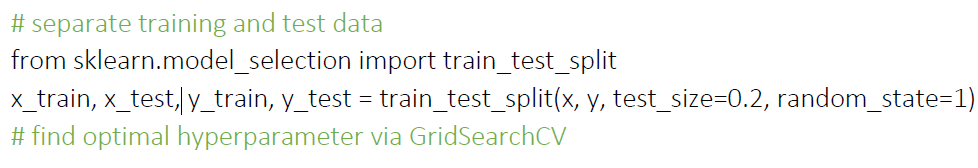 # separate training and test data
from sklearn.model_selection import train_test_split
x_train, x_test, y_train, y_test = train_test_split(x, y, test_size=0.2, random_state=1)
# find optimal hyperparameter via GridSearchCV